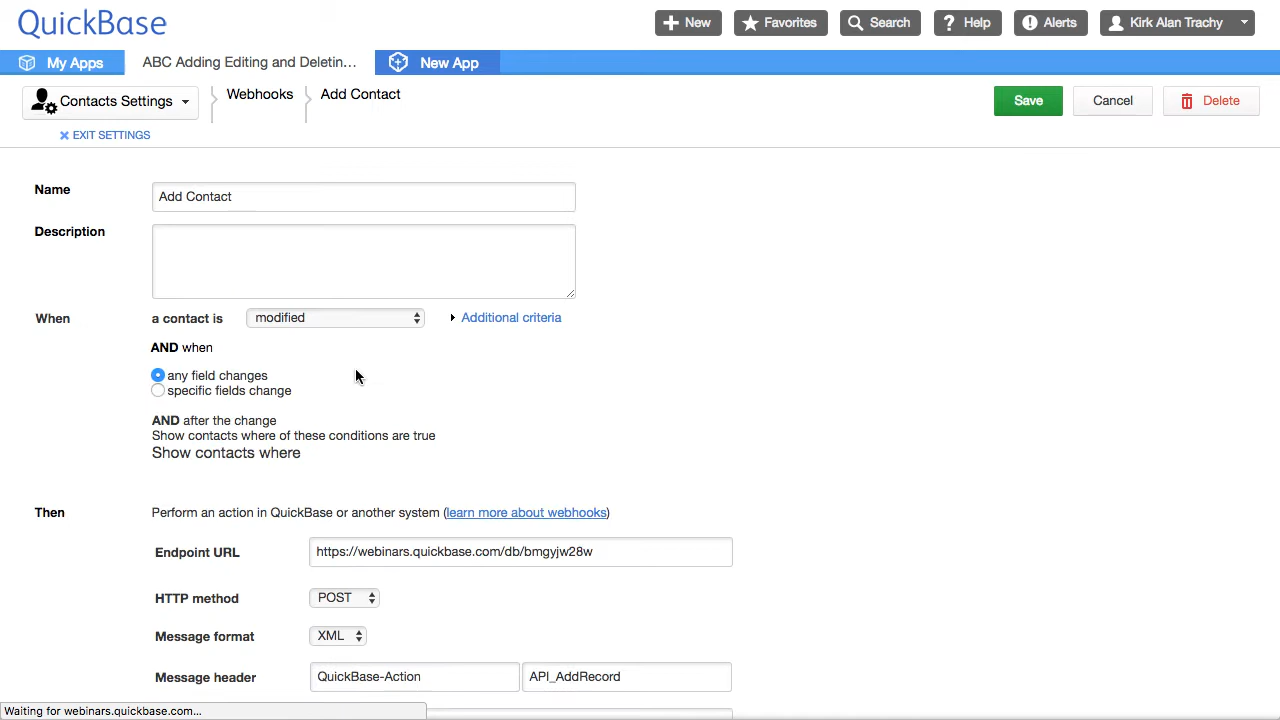 QuickBase
New
Favorites
Search
Help
Alerts
Kirk Alan Trachy
My Apps
ABC Adding Editing and Deletin...
New App
Contacts Settings
Webhooks
Add Contact
Save
Cancel
Delete
EXIT SETTINGS
Name
Add Contact
Description
When
a contact is
modified
Additional criteria
AND when
any field changes
specific fields change
AND after the change
Show contacts where of these conditions are true
Show contacts where
Then
Perform an action in QuickBase or another system (learn more about webhooks)
Endpoint URL
https://webinars.quickbase.com/db/bmgyjw28w
HTTP method
POST
Message format
XML
Message header
QuickBase-Action
API_AddRecord
Waiting for webinars.quickbase.com...